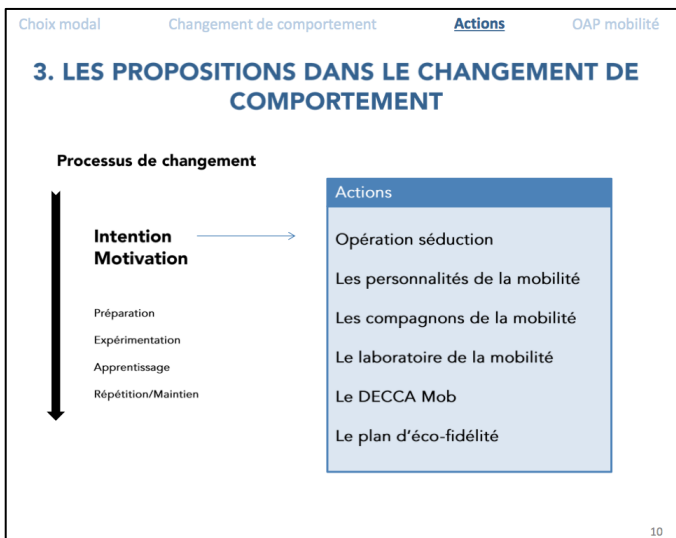 Choix modal Changement de comportement Actions OAP mobilité
3. LES PROPOSITIONS DANS LE CHANGEMENT DE
COMPORTEMENT
Processus de changement
Intention
Motivation
Préparation
Expérimentation
Apprentissage
Répétition/Maintien
Actions
Opération séduction
Les personnalités de la mobilité
Les compagnons de la mobilité
Le laboratoire de la mobilité
Le DECCA Mob
Le plan d'éco-fidélité
10